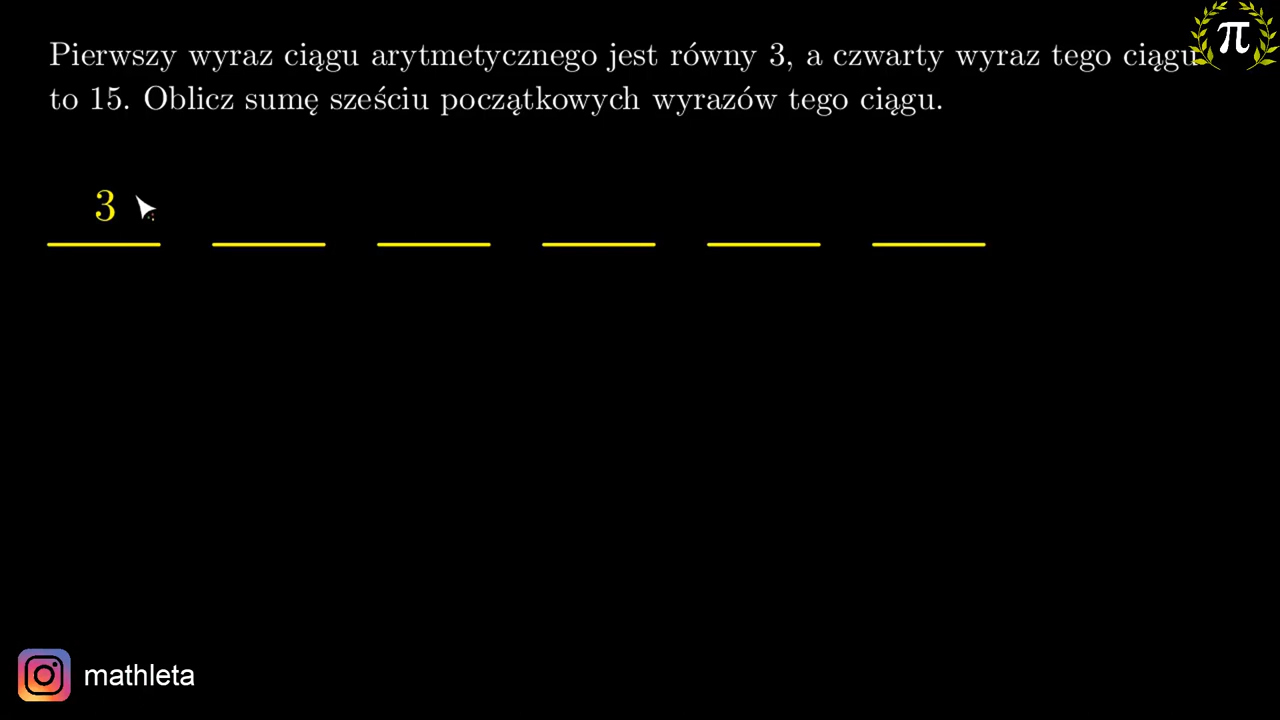 π
Pierwszy wyraz ciągu arytmetycznego jest równy 3, a czwarty wyraz tego ciągu
to 15. Oblicz sumę sześciu początkowych wyrazów tego ciągu.
3
mathleta